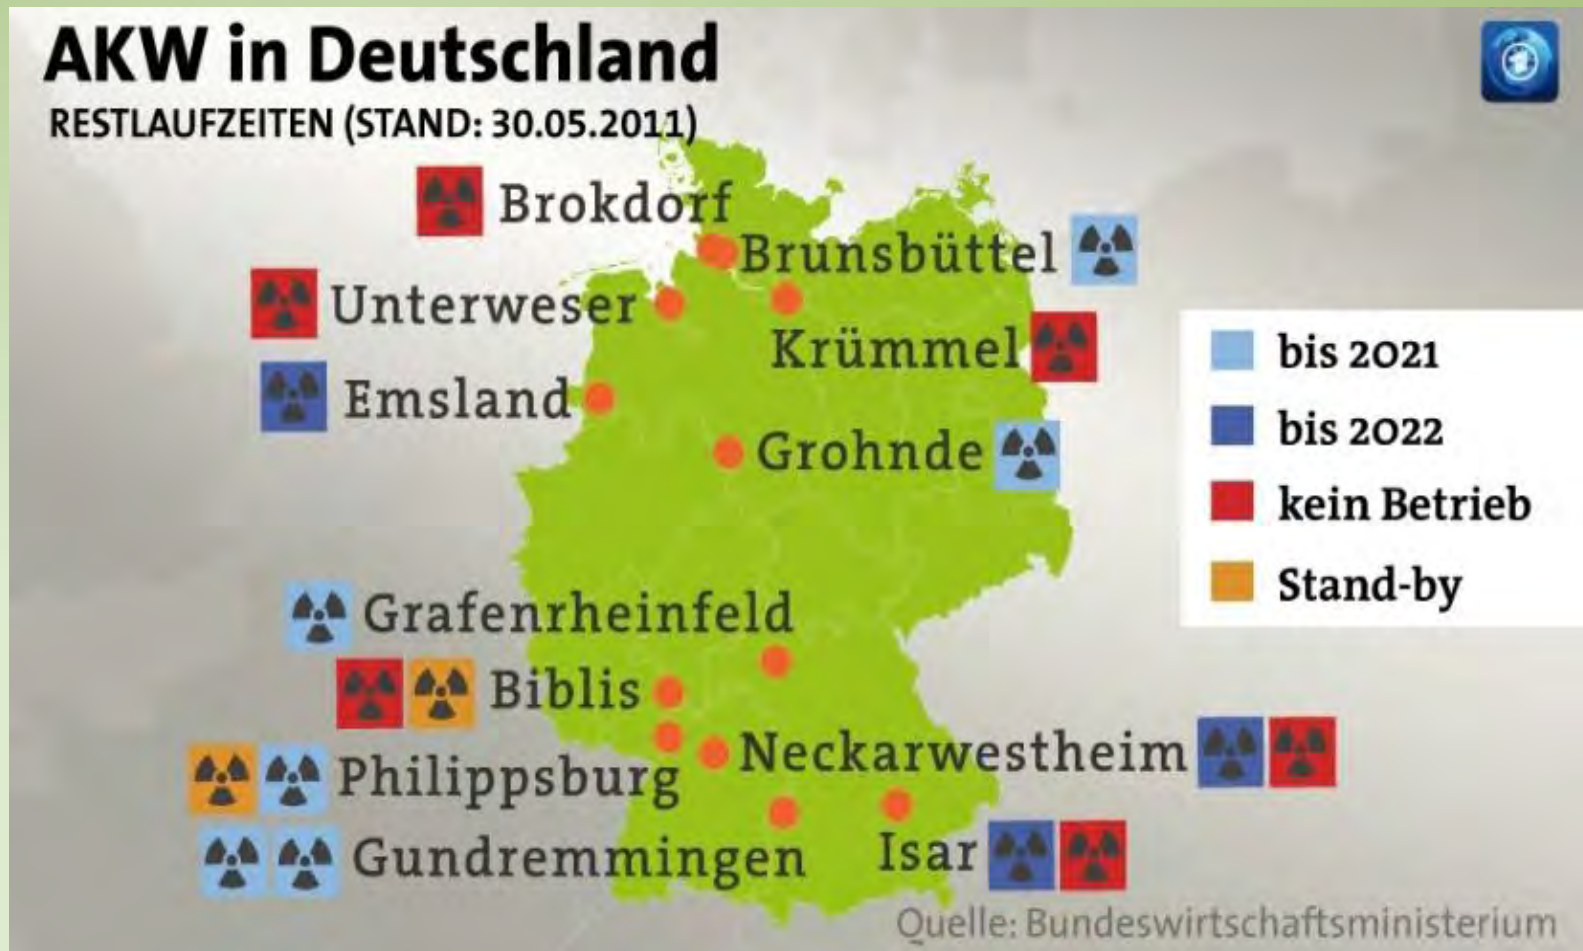 AKW in Deutschland
RESTLAUFZEITEN (STAND: 30.05.2011)
Brokdorf
Brunsbüttel
Unterweser
Krümmel
Emsland
Grohnde
bis 2021
bis 2022
kein Betrieb
Stand-by
Grafenrheinfeld
Biblis
Neckarwestheim
Philippsburg
Gundremmingen
Isar
Quelle: Bundeswirtschaftsministerium